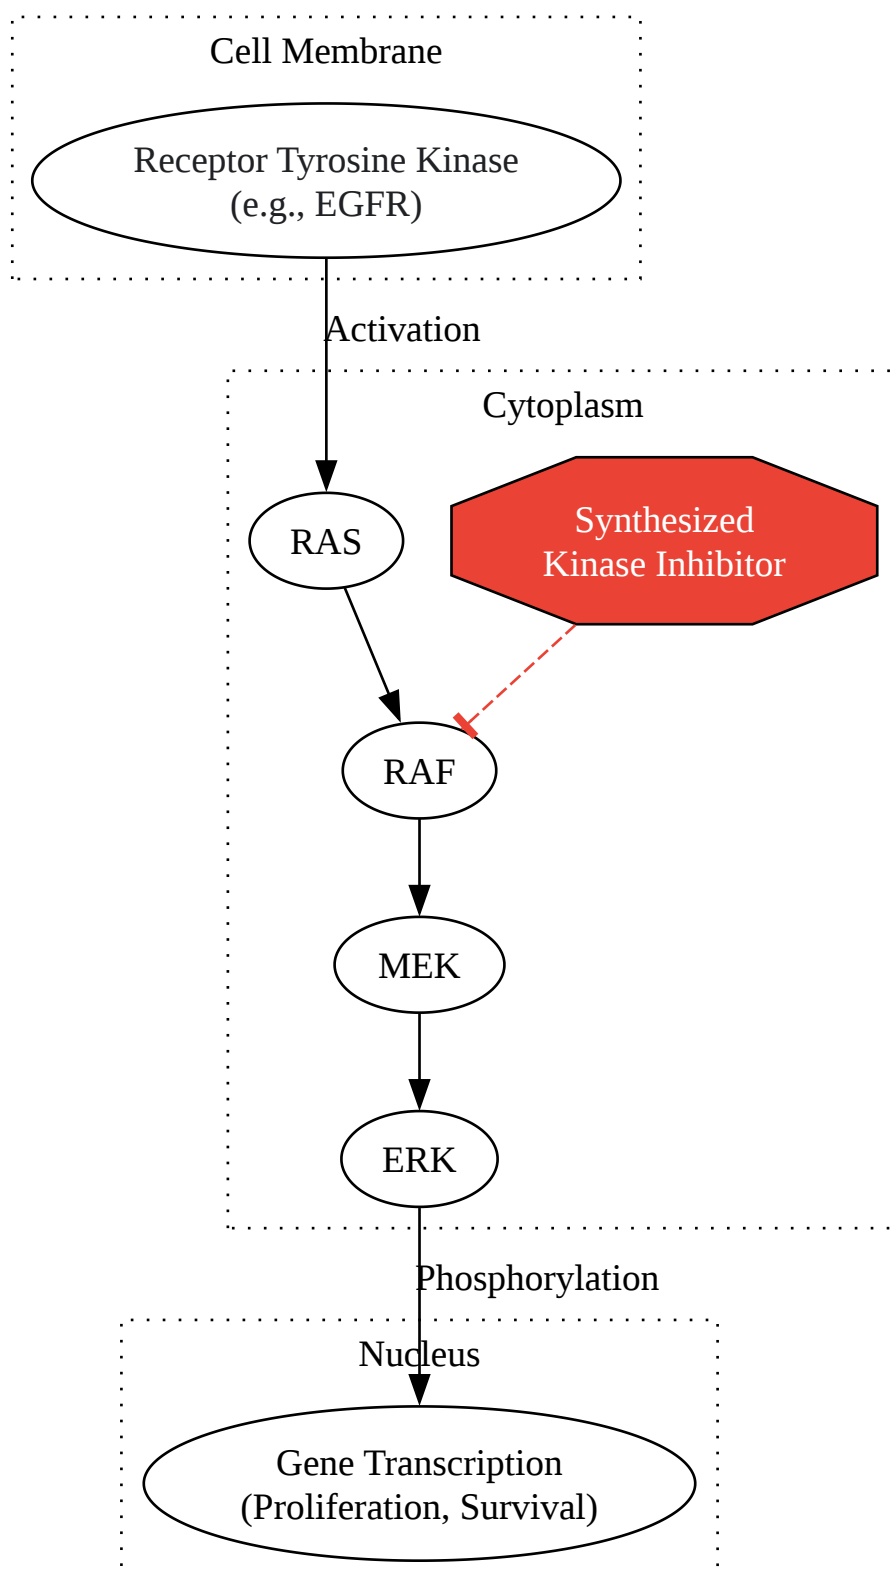 Cell Membrane
Receptor Tyrosine Kinase
(e.g., EGFR)
Activation
Cytoplasm
Synthesized
Kinase Inhibitor
RAS
RAF
MEK
ERK
Phosphorylation
Nucleus
Gene Transcription
(Proliferation, Survival)